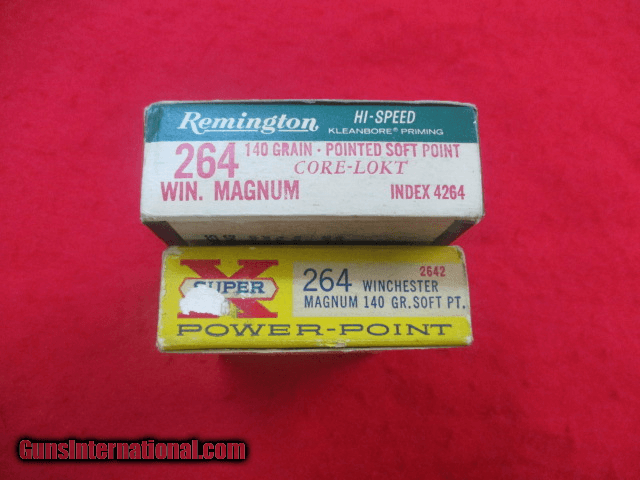 Remington HI-SPEED
KLEANBORE® PRIMING
264 140 GRAIN · POINTED SOFT POINT
CORE-LOKT
WIN. MAGNUM INDEX 4264
X
SUPER
264 WINCHESTER 2642
MAGNUM 140 GR. SOFT PT.
POWER-POINT
GunsInternational.com